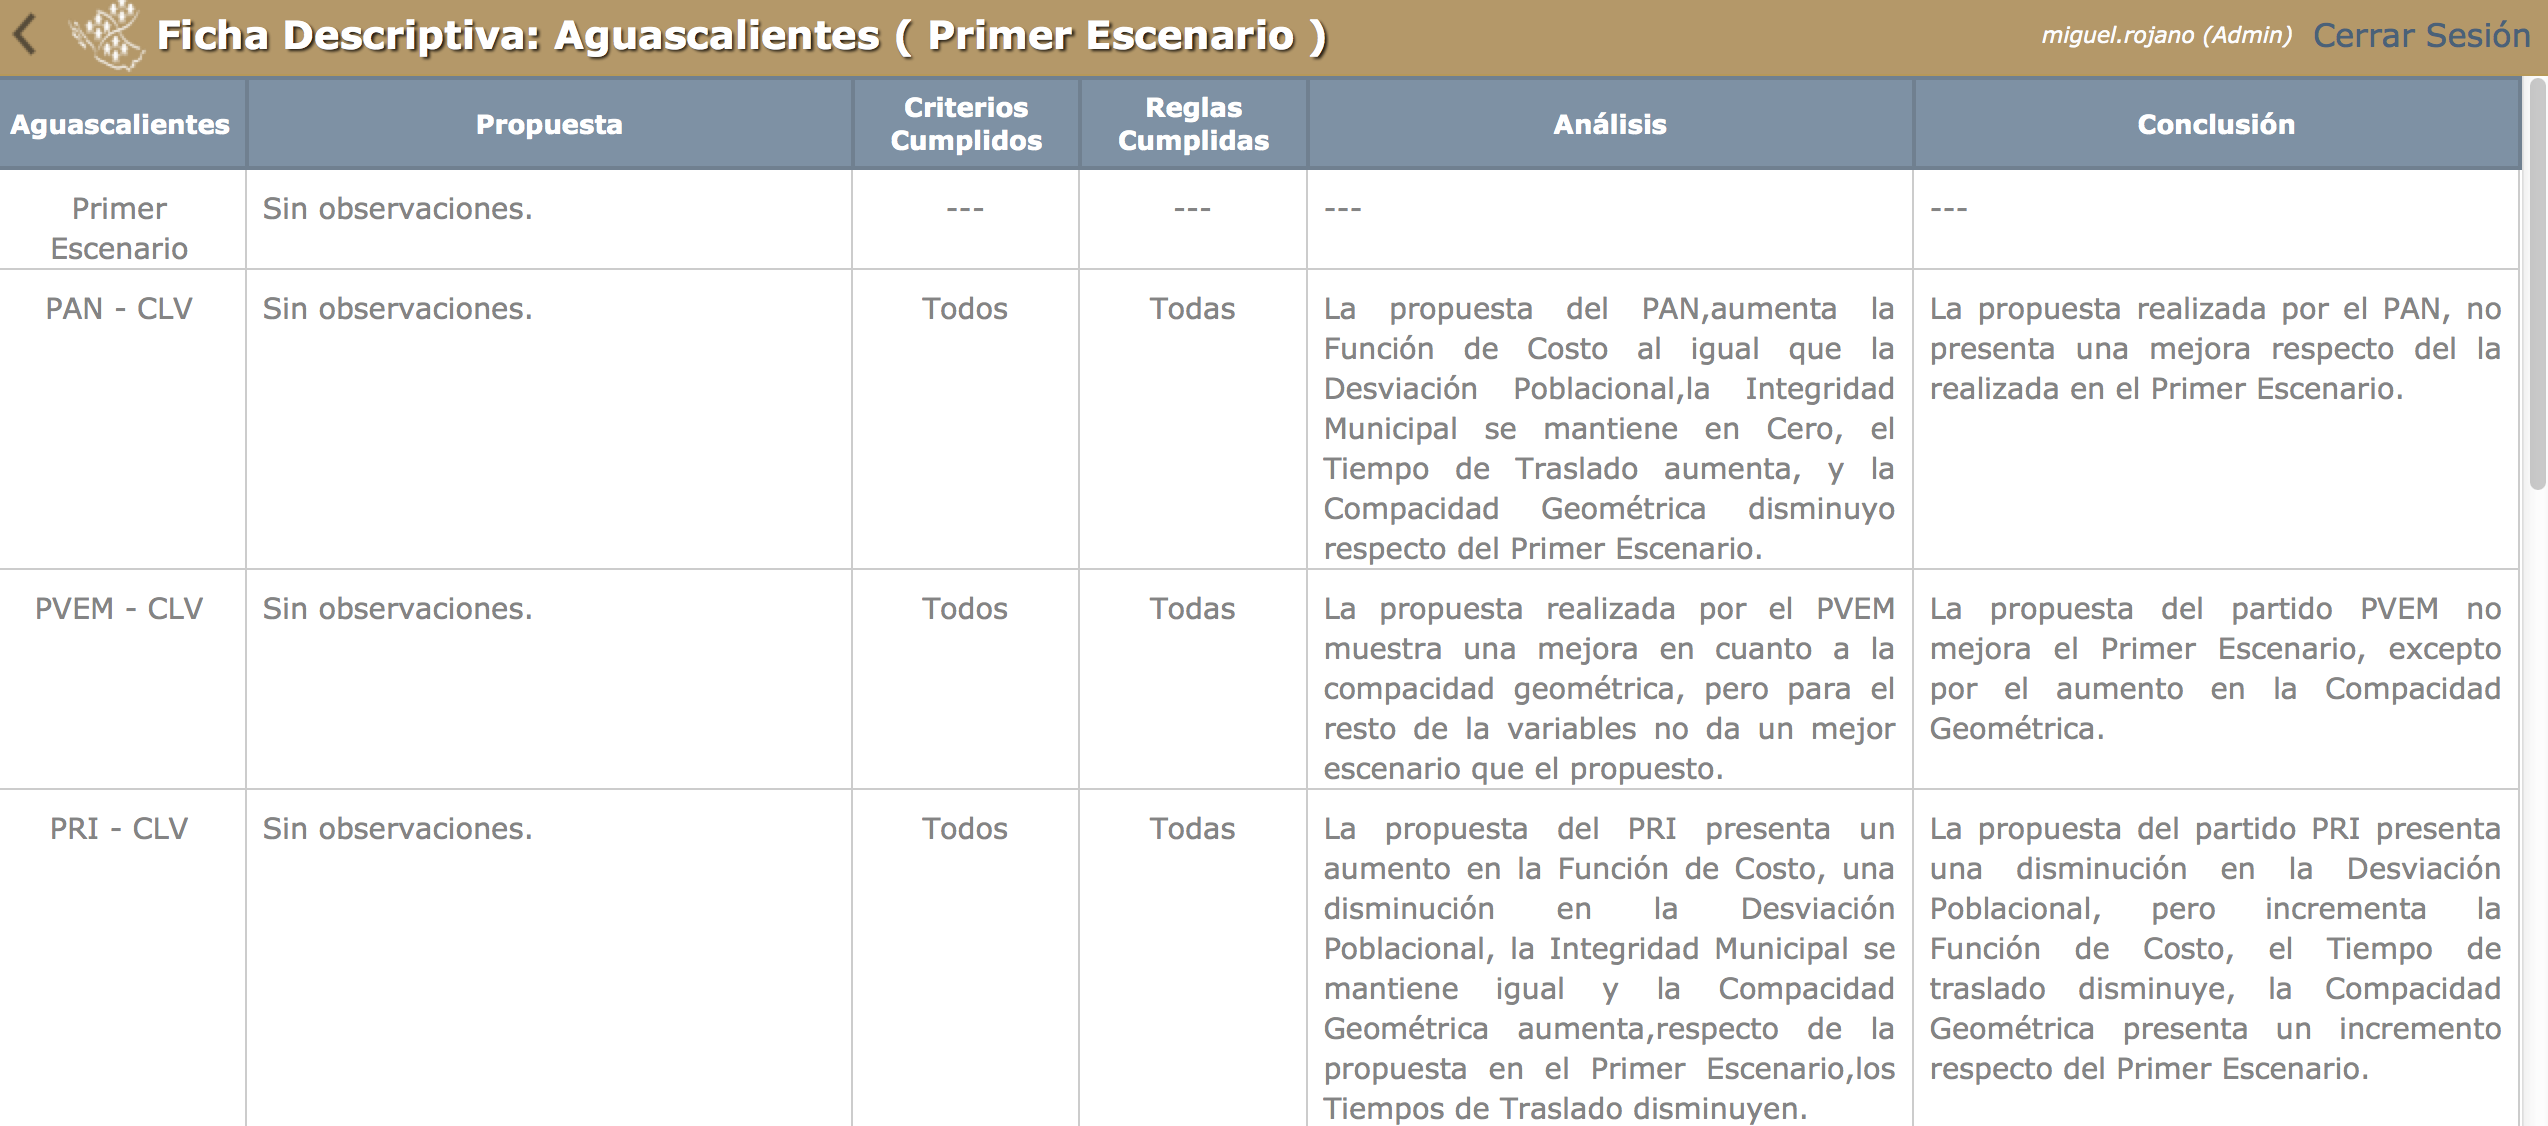 Ficha Descriptiva: Aguascalientes ( Primer Escenario )
miguel.rojano (Admin) Cerrar Sesión
Aguascalientes
Propuesta
Criterios
Cumplidos
Reglas
Cumplidas
Análisis
Conclusión
Primer
Escenario
Sin observaciones.
---
---
---
---
PAN - CLV
Sin observaciones.
Todos
Todas
La propuesta del PAN,aumenta la
Función de Costo al igual que la
Desviación Poblacional,la Integridad
Municipal se mantiene en Cero, el
Tiempo de Traslado aumenta, y la
Compacidad Geométrica disminuyo
respecto del Primer Escenario.
La propuesta realizada por el PAN, no
presenta una mejora respecto del la
realizada en el Primer Escenario.
PVEM - CLV
Sin observaciones.
Todos
Todas
La propuesta realizada por el PVEM
muestra una mejora en cuanto a la
compacidad geométrica, pero para el
resto de la variables no da un mejor
escenario que el propuesto.
La propuesta del partido PVEM no
mejora el Primer Escenario, excepto
por el aumento en la Compacidad
Geométrica.
PRI - CLV
Sin observaciones.
Todos
Todas
La propuesta del PRI presenta un
aumento en la Función de Costo, una
disminución en la Desviación
Poblacional, la Integridad Municipal se
mantiene igual y la Compacidad
Geométrica aumenta,respecto de la
propuesta en el Primer Escenario,los
Tiempos de Traslado disminuyen.
La propuesta del partido PRI presenta
una disminución en la Desviación
Poblacional, pero incrementa la
Función de Costo, el Tiempo de
traslado disminuye, la Compacidad
Geométrica presenta un incremento
respecto del Primer Escenario.